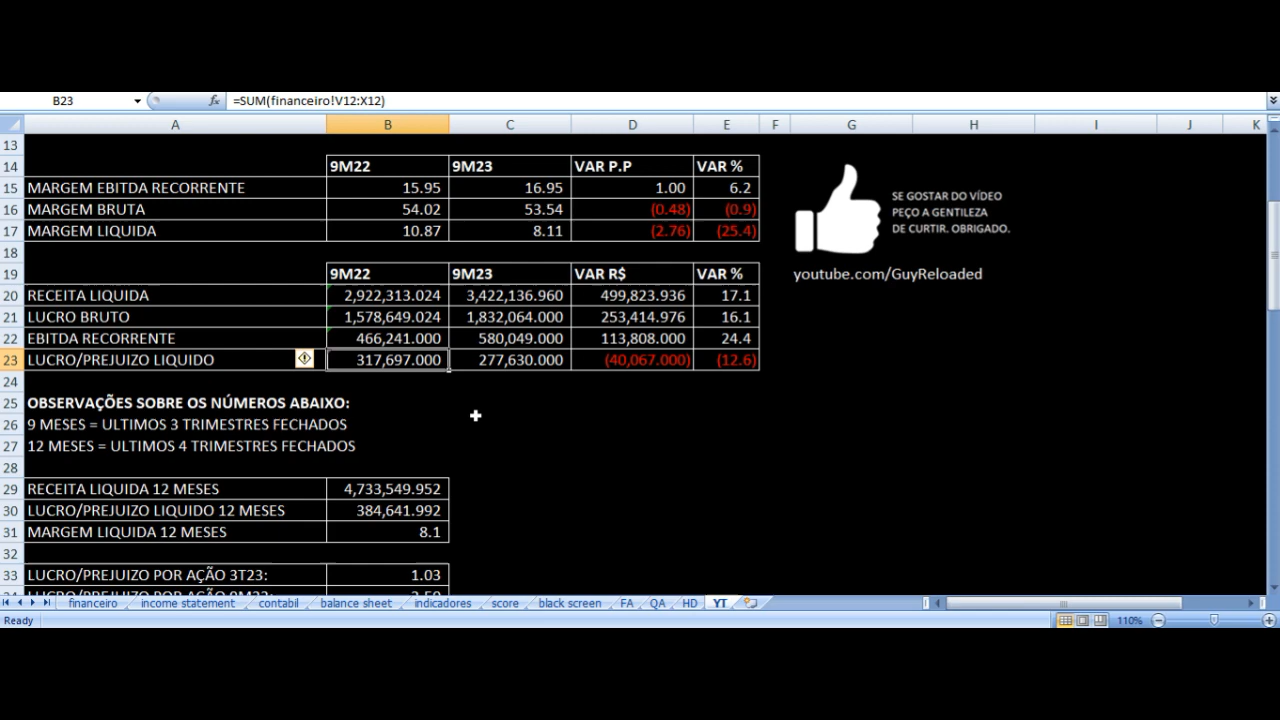 B23 fx =SUM(financeiro!V12:X12)
A B C D E F G H I J K
13
14 9M22 9M23 VAR P.P VAR %
15 MARGEM EBITDA RECORRENTE 15.95 16.95 1.00 6.2
16 MARGEM BRUTA 54.02 53.54 (0.48) (0.9)
17 MARGEM LIQUIDA 10.87 8.11 (2.76) (25.4)
SE GOSTAR DO VÍDEO
PEÇO A GENTILEZA
DE CURTIR. OBRIGADO.
youtube.com/GuyReloaded
18
19 9M22 9M23 VAR R$ VAR %
20 RECEITA LIQUIDA 2,922,313.024 3,422,136.960 499,823.936 17.1
21 LUCRO BRUTO 1,578,649.024 1,832,064.000 253,414.976 16.1
22 EBITDA RECORRENTE 466,241.000 580,049.000 113,808.000 24.4
23 LUCRO/PREJUIZO LIQUIDO 317,697.000 277,630.000 (40,067.000) (12.6)
24
25 OBSERVAÇÕES SOBRE OS NÚMEROS ABAIXO:
26 9 MESES = ULTIMOS 3 TRIMESTRES FECHADOS
27 12 MESES = ULTIMOS 4 TRIMESTRES FECHADOS
28
29 RECEITA LIQUIDA 12 MESES 4,733,549.952
30 LUCRO/PREJUIZO LIQUIDO 12 MESES 384,641.992
31 MARGEM LIQUIDA 12 MESES 8.1
32
33 LUCRO/PREJUIZO POR AÇÃO 3T23: 1.03
financeiro income statement contabil balance sheet indicadores score black screen FA QA HD YT
Ready 110%